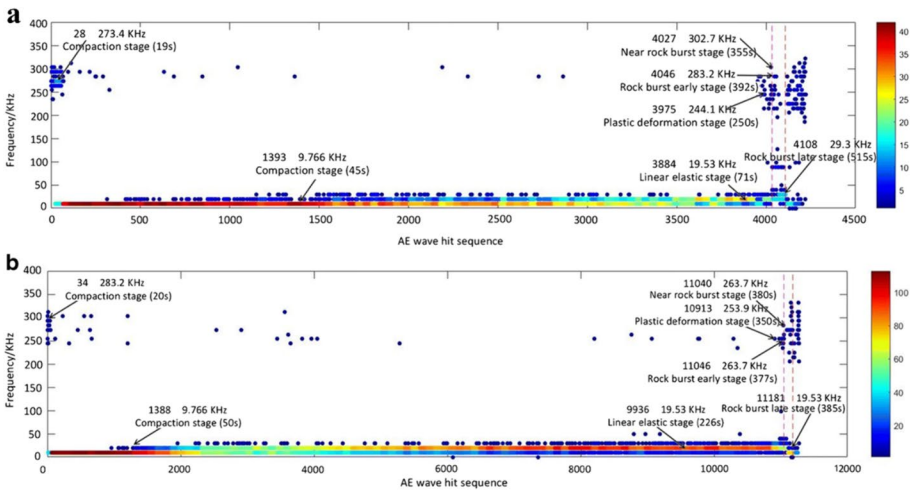 a
400
350
300
250
200
150
100
50
0
Frequency/KHz
28 273.4 KHz
Compaction stage (19s)
4027 302.7 KHz
Near rock burst stage (355s)
4046 283.2 KHz
Rock burst early stage (392s)
3975 244.1 KHz
Plastic deformation stage (250s)
4108 29.3 KHz
Rock burst late stage (515s)
1393 9.766 KHz
Compaction stage (45s)
3884 19.53 KHz
Linear elastic stage (71s)
0 500 1000 1500 2000 2500 3000 3500 4000 4500
AE wave hit sequence
40
35
30
25
20
15
10
5
b
400
350
300
250
200
150
100
50
0
Frequency/KHz
34 283.2 KHz
Compaction stage (20s)
11040 263.7 KHz
Near rock burst stage (380s)
10913 253.9 KHz
Plastic deformation stage (350s)
11046 263.7 KHz
Rock burst early stage (377s)
11181 19.53 KHz
Rock burst late stage (385s)
1388 9.766 KHz
Compaction stage (50s)
9936 19.53 KHz
Linear elastic stage (226s)
0 2000 4000 6000 8000 10000 12000
AE wave hit sequence
100
80
60
40
20